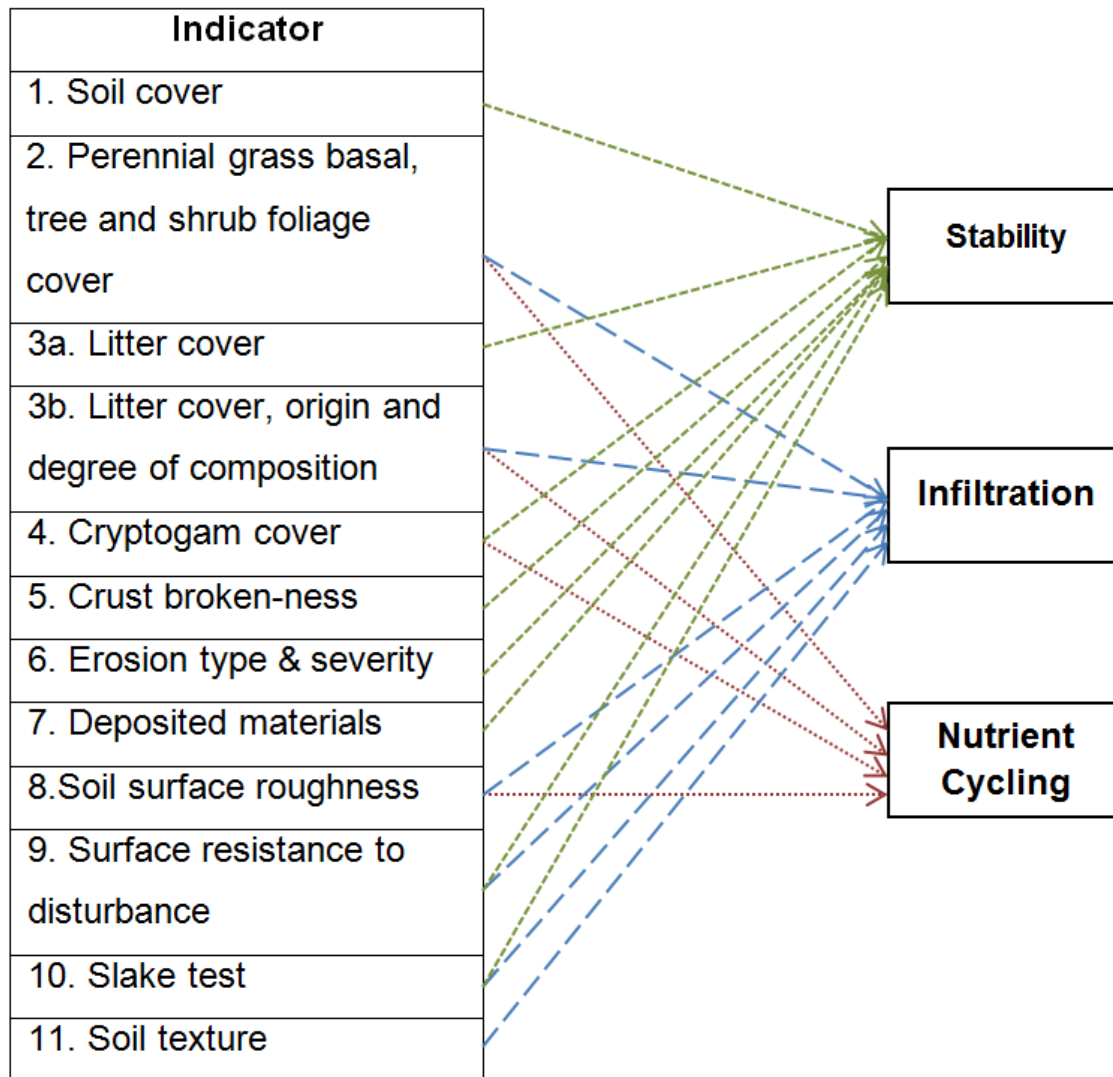 Indicator
1. Soil cover
2. Perennial grass basal,
tree and shrub foliage
cover
3a. Litter cover
3b. Litter cover, origin and
degree of composition
4. Cryptogam cover
5. Crust broken-ness
6. Erosion type & severity
7. Deposited materials
8.Soil surface roughness
9. Surface resistance to
disturbance
10. Slake test
11. Soil texture
Stability
Infiltration
Nutrient
Cycling